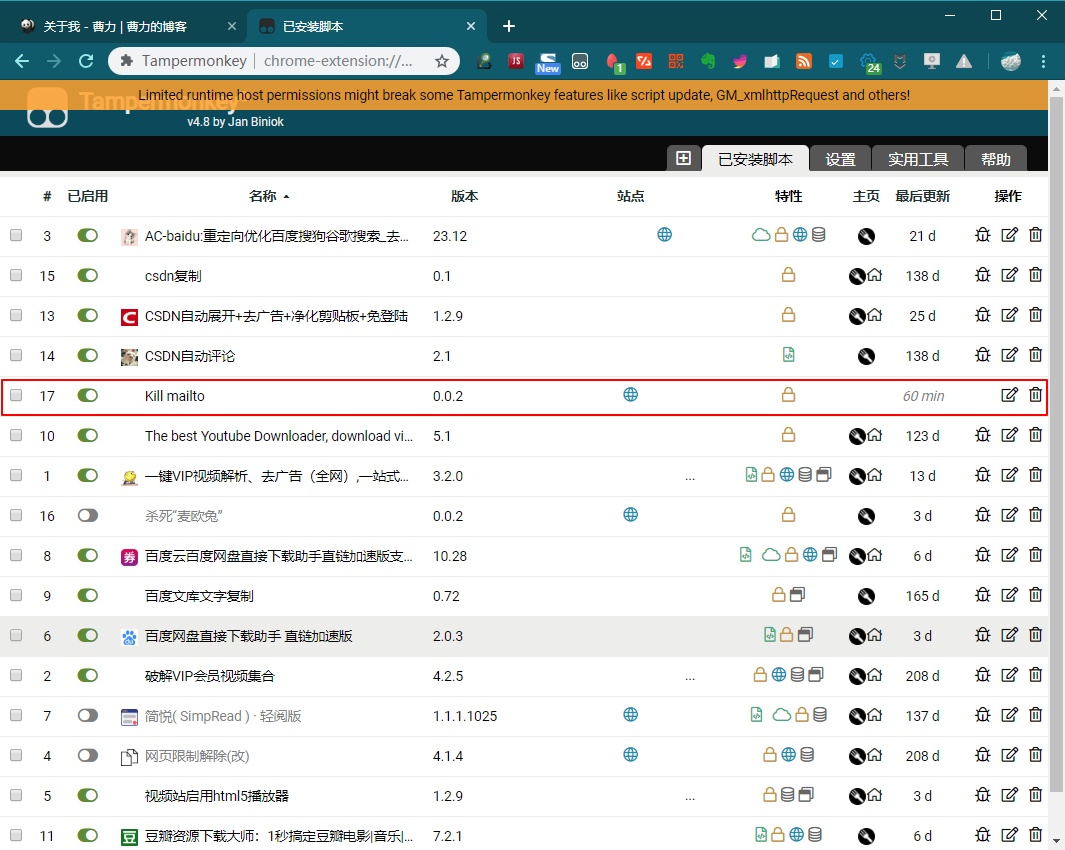 关于我 - 曹力 | 曹力的博客
已安装脚本
Tampermonkey | chrome-extension://...
JS
New
1
24
Limited runtime host permissions might break some Tampermonkey features like script update, GM_xmlhttpRequest and others!
Tampermonkey
v4.8 by Jan Biniok
已安装脚本 设置 实用工具 帮助
# 已启用 名称 版本 站点 特性 主页 最后更新 操作
3 AC-baidu:重定向优化百度搜狗谷歌搜索_去... 23.12 21 d
15 csdn复制 0.1 138 d
13 C CSDN自动展开+去广告+净化剪贴板+免登陆 1.2.9 25 d
14 CSDN自动评论 2.1 138 d
17 Kill mailto 0.0.2 60 min
10 The best Youtube Downloader, download vi... 5.1 123 d
1 一键VIP视频解析、去广告（全网）,一站式... 3.2.0 ... 13 d
16 杀死“麦欧兔” 0.0.2 3 d
8 券 百度云百度网盘直接下载助手直链加速版支... 10.28 6 d
9 百度文库文字复制 0.72 165 d
6 百度网盘直接下载助手 直链加速版 2.0.3 3 d
2 破解VIP会员视频集合 4.2.5 ... 208 d
7 简悦( SimpRead ) · 轻阅版 1.1.1.1025 137 d
4 网页限制解除(改) 4.1.4 208 d
5 视频站启用html5播放器 1.2.9 ... 3 d
11 豆 豆瓣资源下载大师：1秒搞定豆瓣电影|音乐|... 7.2.1 6 d